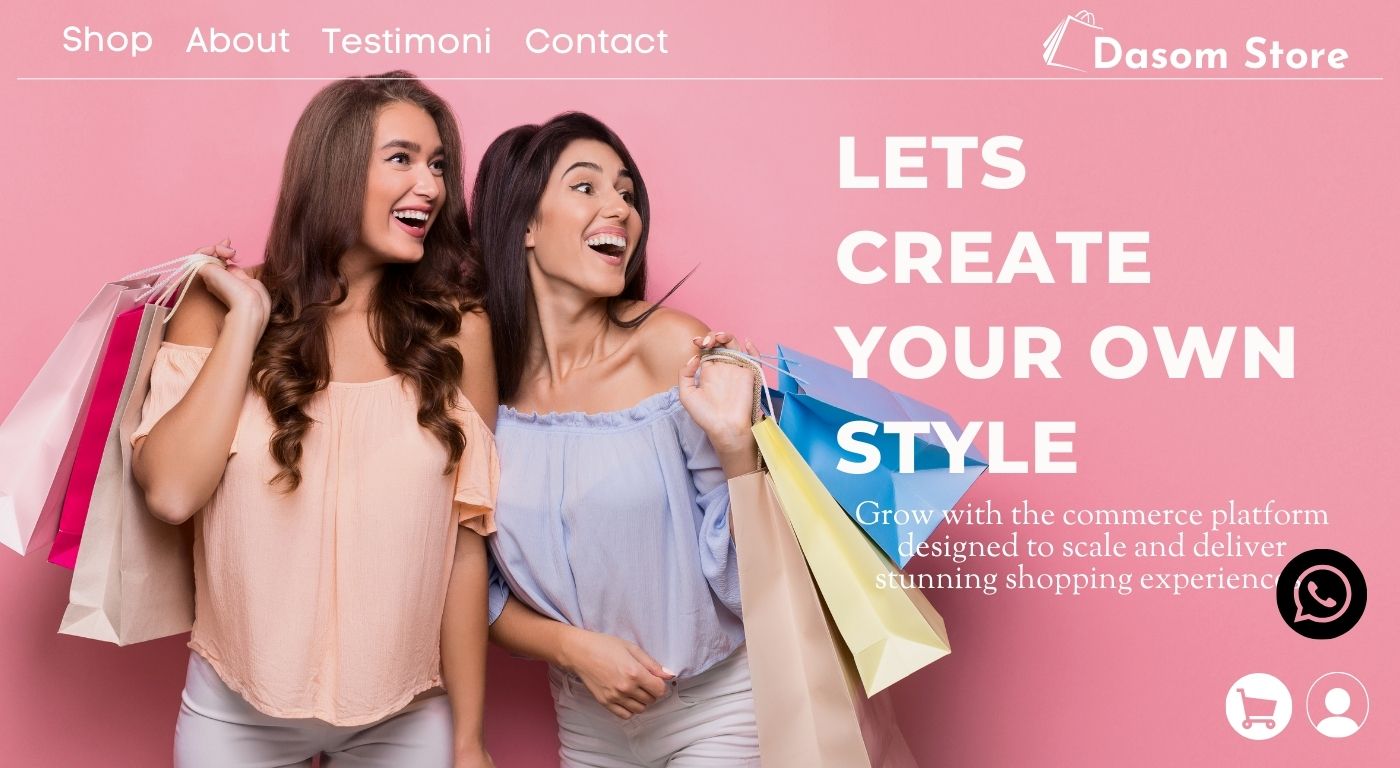 Shop About Testimoni Contact
Dasom Store
LETS
CREATE
YOUR OWN
STYLE
Grow with the commerce platform
designed to scale and deliver
stunning shopping experience